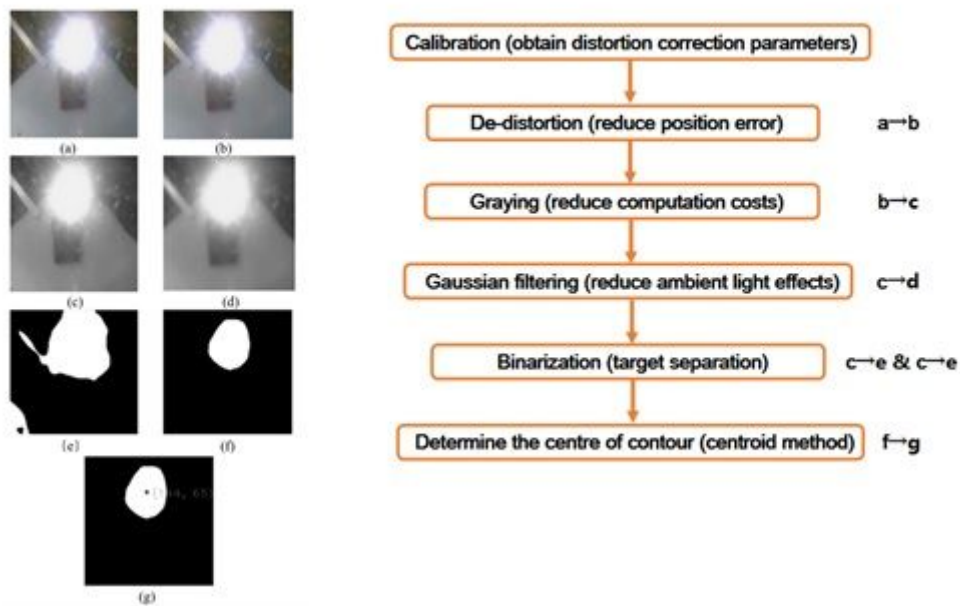 (a)
(b)
(c)
(d)
(e)
(f)
(g)
Calibration (obtain distortion correction parameters)
De-distortion (reduce position error)
a→b
Graying (reduce computation costs)
b→c
Gaussian filtering (reduce ambient light effects)
c→d
Binarization (target separation)
c→e & c→e
Determine the centre of contour (centroid method)
f→g